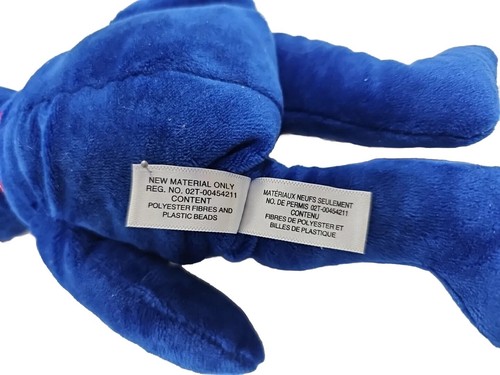 NEW MATERIAL ONLY
REG. NO. 02T-00454211
CONTENT
POLYESTER FIBRES AND
PLASTIC BEADS
MATÉRIAUX NEUFS SEULEMENT
NO. DE PERMIS 02T-00454211
CONTENU
FIBRES DE POLYESTER ET
BILLES DE PLASTIQUE